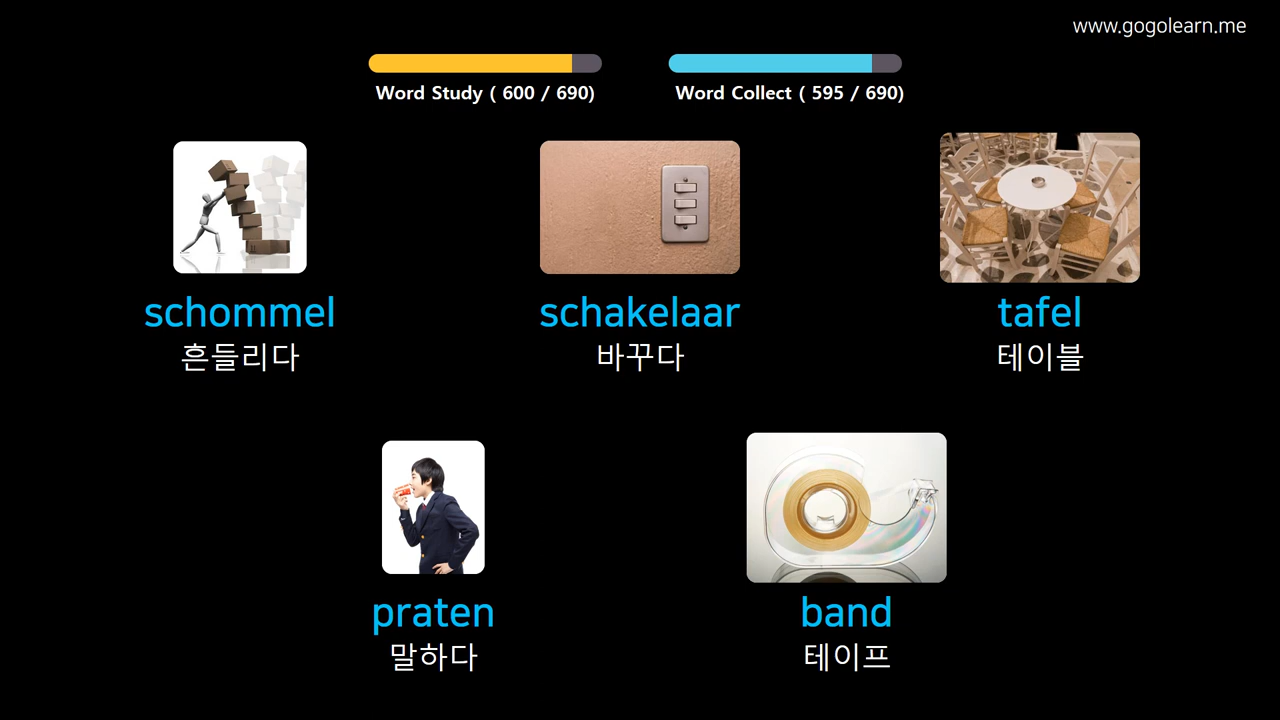 www.gogolearn.me
Word Study ( 600 / 690)
Word Collect ( 595 / 690)
schommel
흔들리다
schakelaar
바꾸다
tafel
테이블
praten
말하다
band
테이프